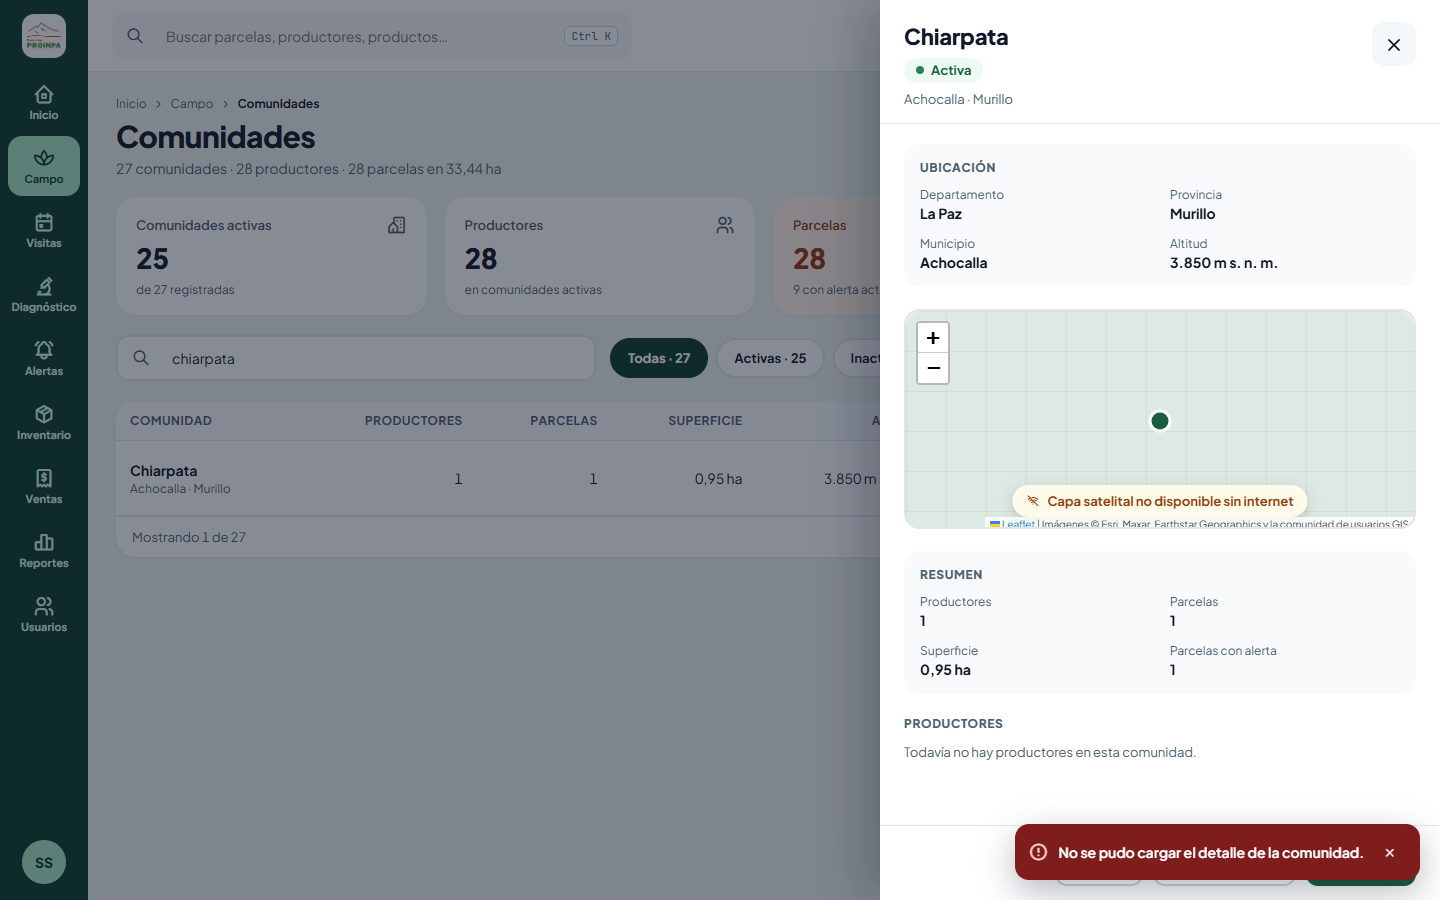 PROINPA
Buscar parcelas, productores, productos...
Ctrl K
Inicio
Campo
Visitas
Diagnóstico
Alertas
Inventario
Ventas
Reportes
Usuarios
SS
Inicio > Campo > Comunidades
Comunidades
27 comunidades · 28 productores · 28 parcelas en 33,44 ha
Comunidades activas
25
de 27 registradas
Productores
28
en comunidades activas
Parcelas
28
9 con alerta act
chiarpata
Todas · 27
Activas · 25
Inact
COMUNIDAD PRODUCTORES PARCELAS SUPERFICIE A
Chiarpata 1 1 0,95 ha 3.850 m s
Achocalla · Murillo
Mostrando 1 de 27
Chiarpata
Activa
Achocalla · Murillo
UBICACIÓN
Departamento Provincia
La Paz Murillo
Municipio Altitud
Achocalla 3.850 m s. n. m.
+
−
Capa satelital no disponible sin internet
Leaflet | Imágenes © Esri, Maxar, Earthstar Geographics y la comunidad de usuarios GIS
RESUMEN
Productores Parcelas
1 1
Superficie Parcelas con alerta
0,95 ha 1
PRODUCTORES
Todavía no hay productores en esta comunidad.
No se pudo cargar el detalle de la comunidad.